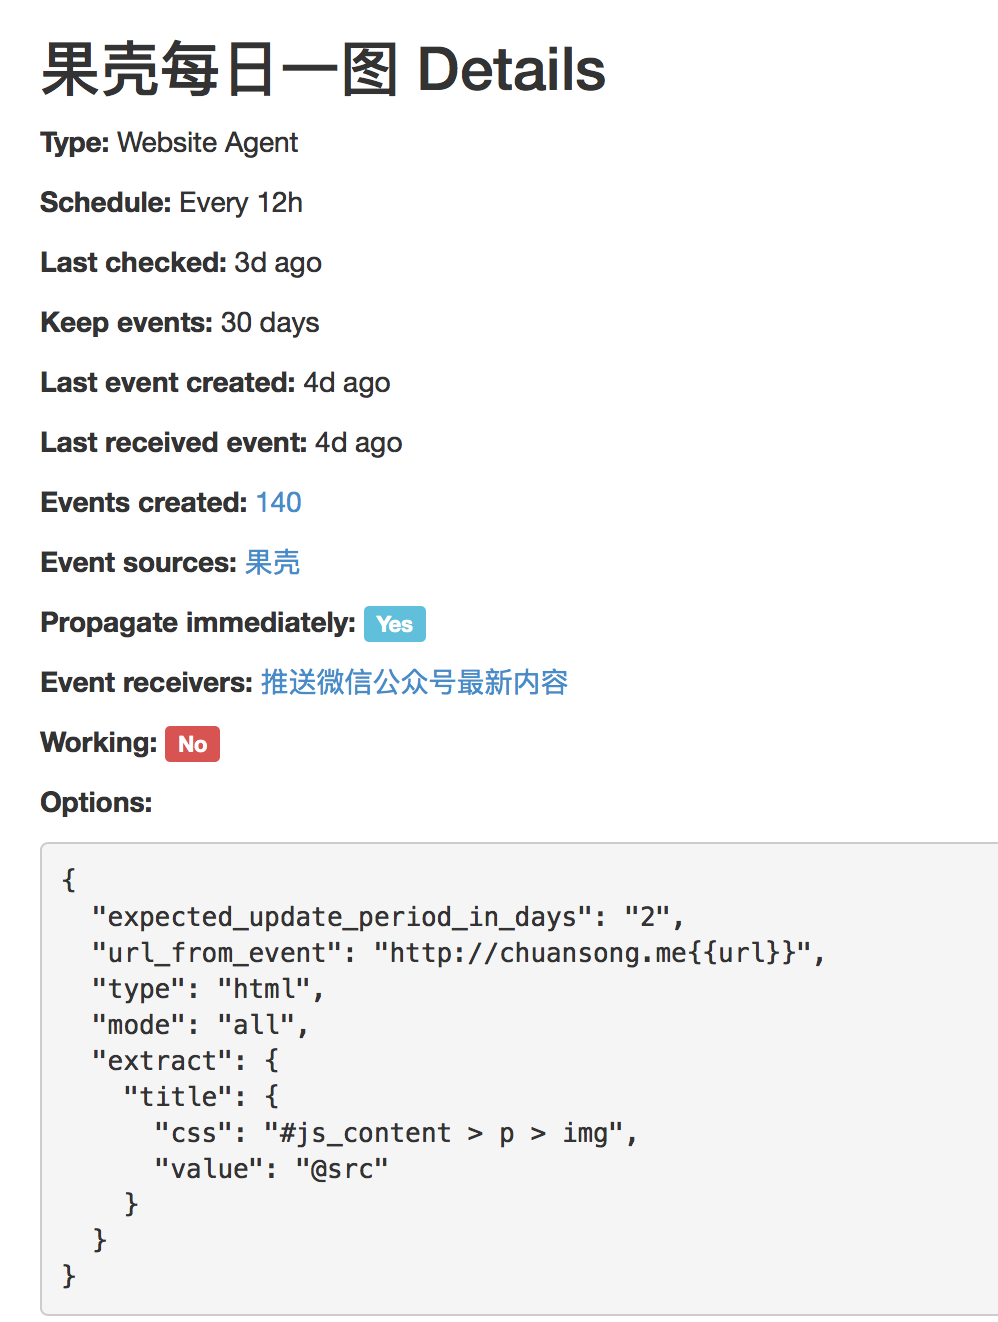 果壳每日一图 Details
Type: Website Agent
Schedule: Every 12h
Last checked: 3d ago
Keep events: 30 days
Last event created: 4d ago
Last received event: 4d ago
Events created: 140
Event sources: 果壳
Propagate immediately: Yes
Event receivers: 推送微信公众号最新内容
Working: No
Options:
{
  "expected_update_period_in_days": "2",
  "url_from_event": "http://chuansong.me{{url}}",
  "type": "html",
  "mode": "all",
  "extract": {
    "title": {
      "css": "#js_content > p > img",
      "value": "@src"
    }
  }
}